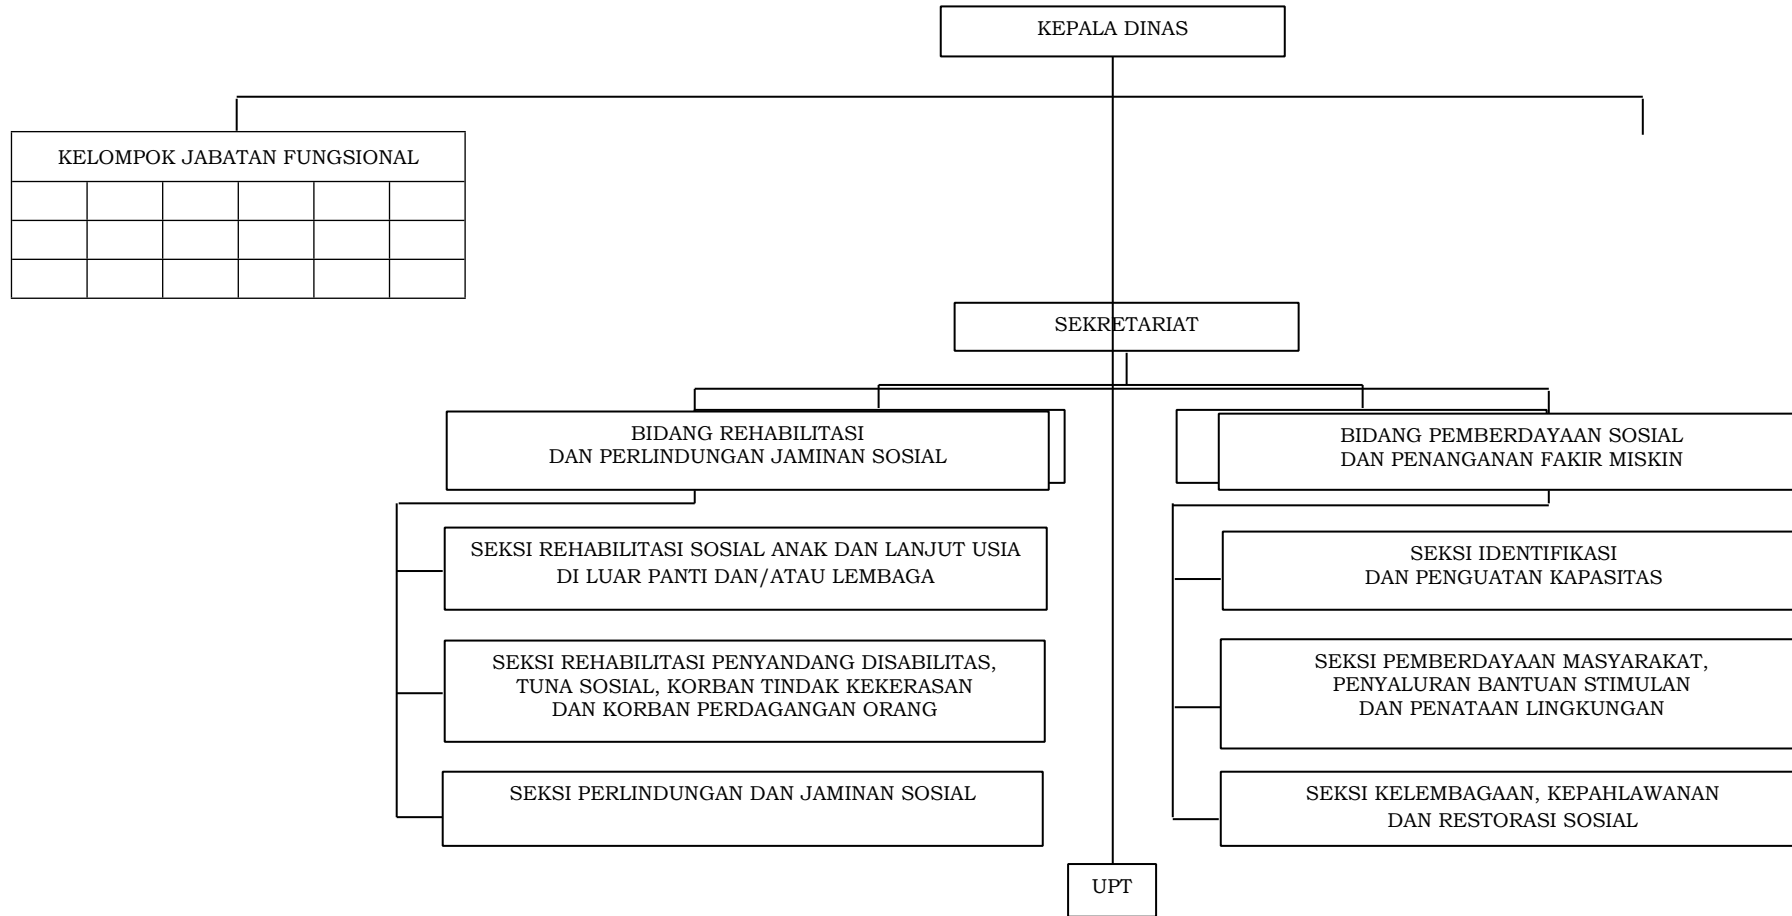 KEPALA DINAS
KELOMPOK JABATAN FUNGSIONAL
SEKRETARIAT
BIDANG REHABILITASI
DAN PERLINDUNGAN JAMINAN SOSIAL
BIDANG PEMBERDAYAAN SOSIAL
DAN PENANGANAN FAKIR MISKIN
SEKSI REHABILITASI SOSIAL ANAK DAN LANJUT USIA
DI LUAR PANTI DAN/ATAU LEMBAGA
SEKSI IDENTIFIKASI
DAN PENGUATAN KAPASITAS
SEKSI REHABILITASI PENYANDANG DISABILITAS,
TUNA SOSIAL, KORBAN TINDAK KEKERASAN
DAN KORBAN PERDAGANGAN ORANG
SEKSI PEMBERDAYAAN MASYARAKAT,
PENYALURAN BANTUAN STIMULAN
DAN PENATAAN LINGKUNGAN
SEKSI PERLINDUNGAN DAN JAMINAN SOSIAL
SEKSI KELEMBAGAAN, KEPAHLAWANAN
DAN RESTORASI SOSIAL
UPT